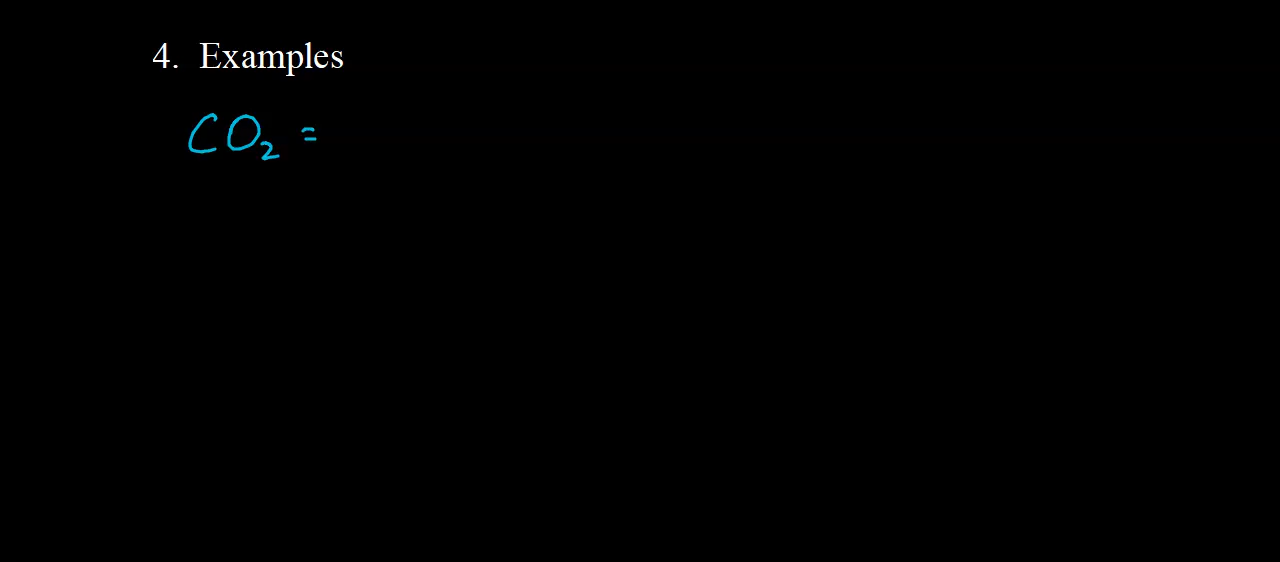 4. Examples
CO₂ =